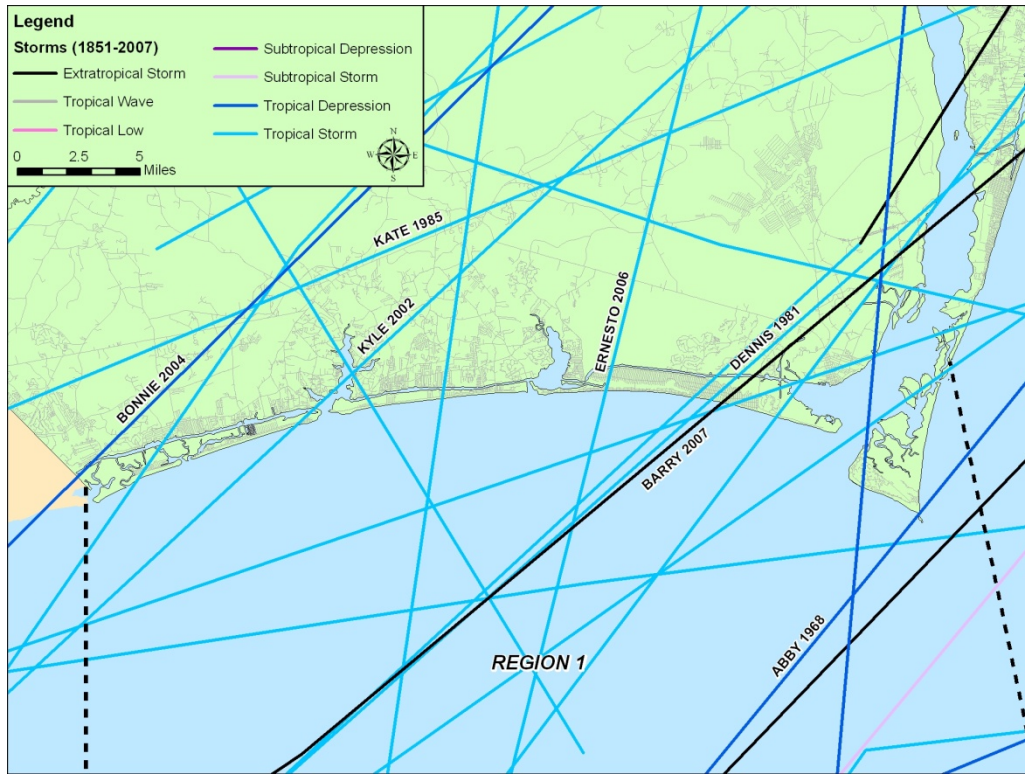 Legend
Storms (1851-2007)
Extratropical Storm
Tropical Wave
Tropical Low
Subtropical Depression
Subtropical Storm
Tropical Depression
Tropical Storm
0 2.5 5
Miles
N
W E
S
KATE 1985
KYLE 2002
BONNIE 2004
ERNESTO 2006
DENNIS 1981
BARRY 2007
REGION 1
ABBY 1968